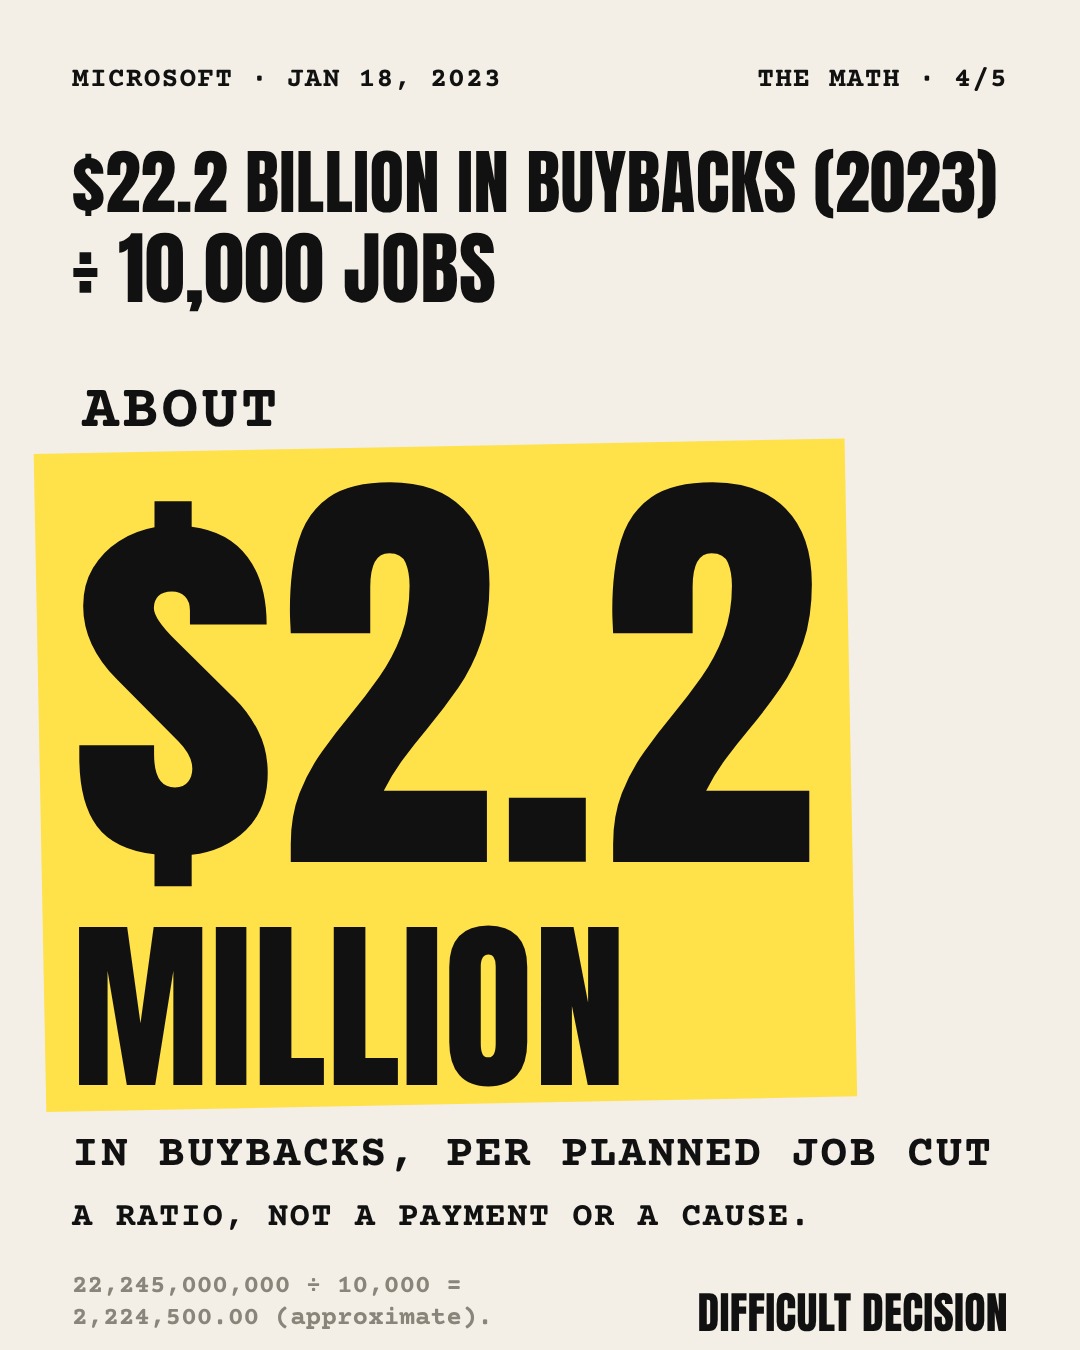 MICROSOFT · JAN 18, 2023
THE MATH · 4/5
$22.2 BILLION IN BUYBACKS (2023)
÷ 10,000 JOBS
ABOUT
$2.2
MILLION
IN BUYBACKS, PER PLANNED JOB CUT
A RATIO, NOT A PAYMENT OR A CAUSE.
22,245,000,000 ÷ 10,000 =
2,224,500.00 (approximate).
DIFFICULT DECISION